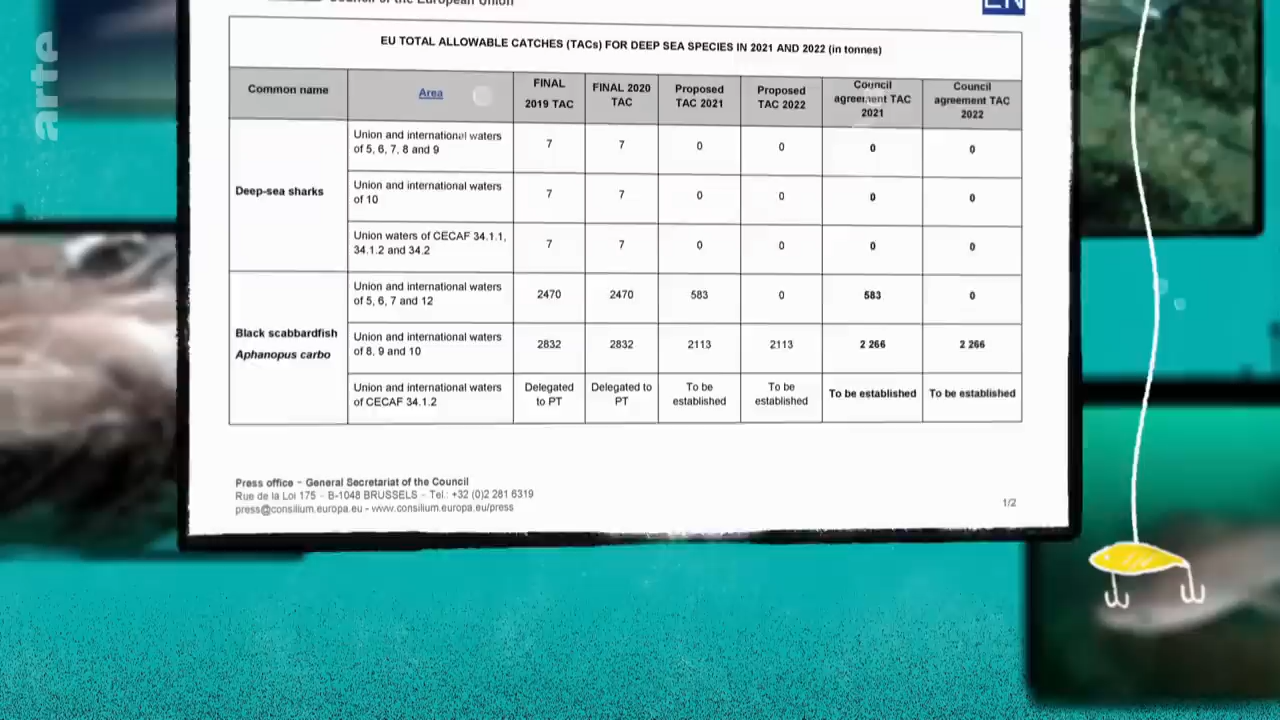 Council of the European Union
EN
arte
EU TOTAL ALLOWABLE CATCHES (TACs) FOR DEEP SEA SPECIES IN 2021 AND 2022 (in tonnes)
Common name
Area
FINAL
2019 TAC
FINAL 2020
TAC
Proposed
TAC 2021
Proposed
TAC 2022
Council
agreement TAC
2021
Council
agreement TAC
2022
Deep-sea sharks
Union and international waters
of 5, 6, 7, 8 and 9
7
7
0
0
0
0
Union and international waters
of 10
7
7
0
0
0
0
Union waters of CECAF 34.1.1,
34.1.2 and 34.2
7
7
0
0
0
0
Black scabbardfish
Aphanopus carbo
Union and international waters
of 5, 6, 7 and 12
2470
2470
583
0
583
0
Union and international waters
of 8, 9 and 10
2832
2832
2113
2113
2 266
2 266
Union and international waters
of CECAF 34.1.2
Delegated
to PT
Delegated to
PT
To be
established
To be
established
To be established
To be established
Press office - General Secretariat of the Council
Rue de la Loi 175 - B-1048 BRUSSELS - Tel.: +32 (0)2 281 6319
press@consilium.europa.eu - www.consilium.europa.eu/press
1/2